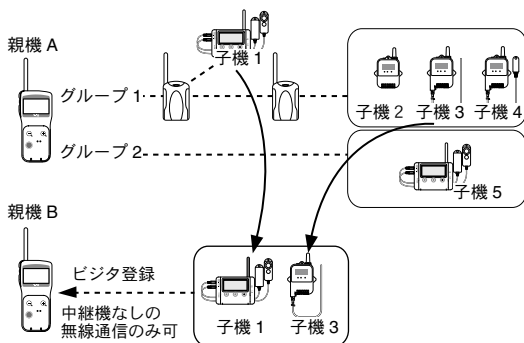 親機 A
子機 1
グループ 1
子機 2
子機 3
子機 4
グループ 2
子機 5
親機 B
ビジタ登録
中継機なしの
無線通信のみ可
子機 1
子機 3